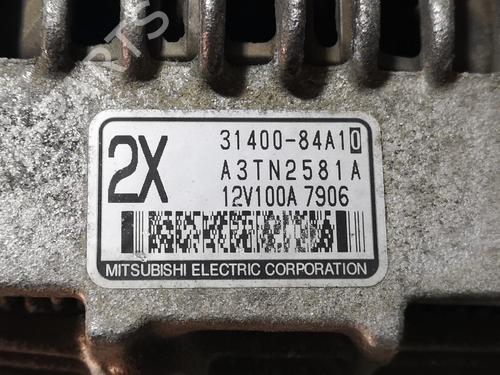 2X
31400-84A10
A3TN2581A
12V100A 7906
MITSUBISHI ELECTRIC CORPORATION